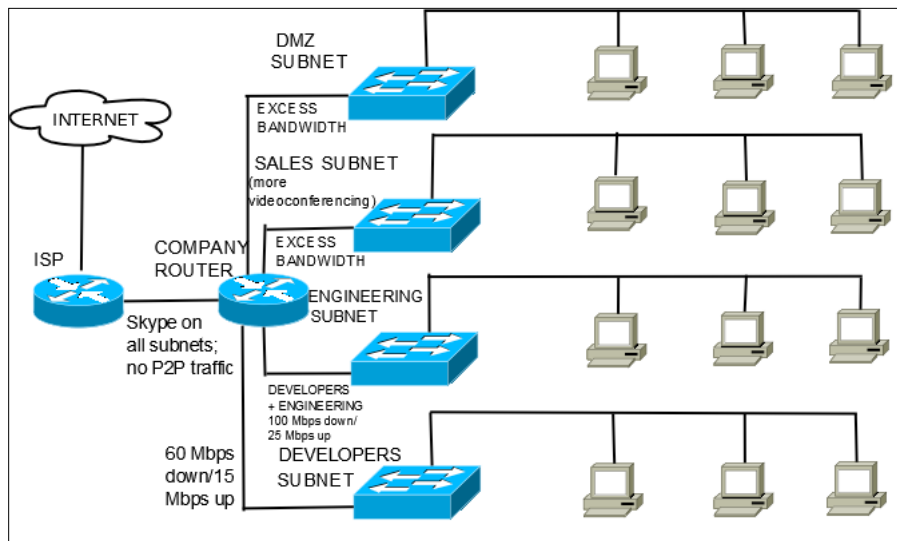 DMZ
SUBNET
INTERNET
EXCESS
BANDWIDTH
SALES SUBNET
(more
videoconferencing)
EXCESS
BANDWIDTH
ISP
COMPANY
ROUTER
ENGINEERING
SUBNET
Skype on
all subnets;
no P2P traffic
DEVELOPERS
+ ENGINEERING
100 Mbps down/
25 Mbps up
60 Mbps
down/15
Mbps up
DEVELOPERS
SUBNET